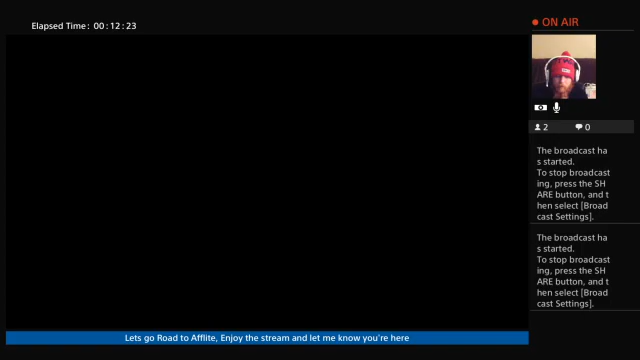 Elapsed Time: 00:12:23
ON AIR
2
0
The broadcast ha
s started.
To stop broadcast
ing, press the SH
ARE button, and t
hen select [Broad
cast Settings].
The broadcast ha
s started.
To stop broadcast
ing, press the SH
ARE button, and t
hen select [Broad
cast Settings].
Lets go Road to Afflite, Enjoy the stream and let me know you're here